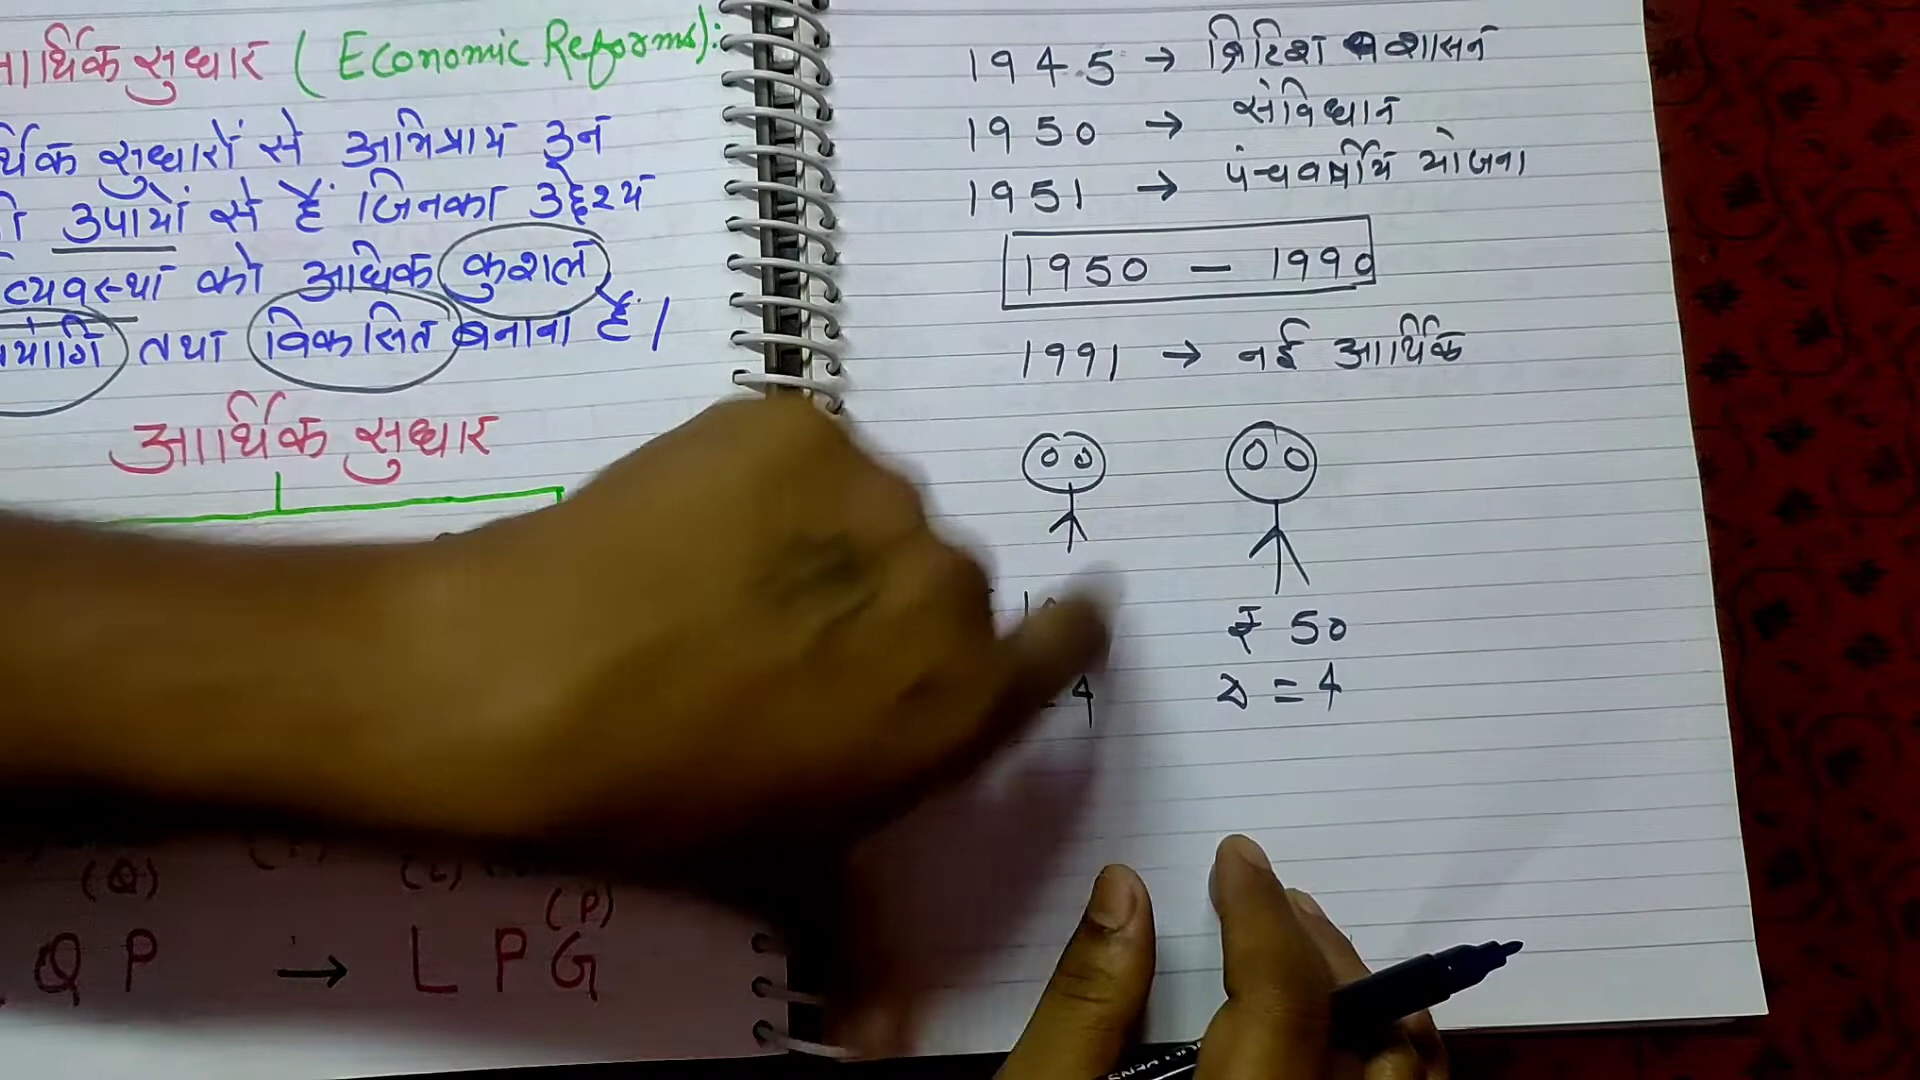 आर्थिक सुधार ( Economic Reforms):
र्थिक सुधारों से अभिप्राय उन
उपायों से हैं जिनका उद्देश्य
व्यवस्था को अधिक कुशल
तथा विकसित बनाना हैं।
आर्थिक सुधार
(Q) (L)
(P)
Q P → L P G
1945 → ब्रिटिश शासन
1950 → संविधान
1951 → पंचवर्षीय योजना
1950 - 1990
1991 → नई आर्थिक
₹ 50
4
= 4